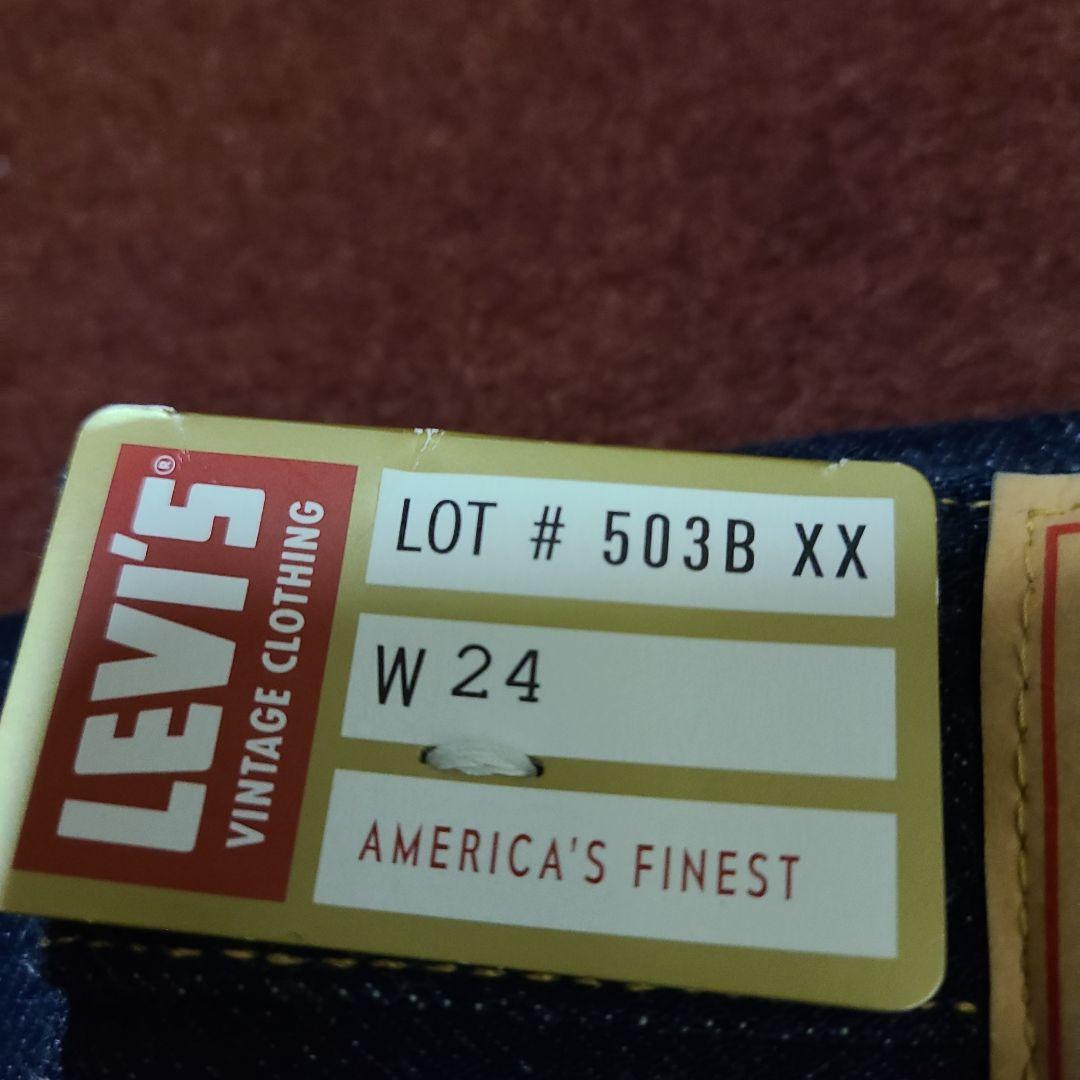 LEVI'S®
VINTAGE CLOTHING
LOT # 503B XX
W 24
AMERICA'S FINEST